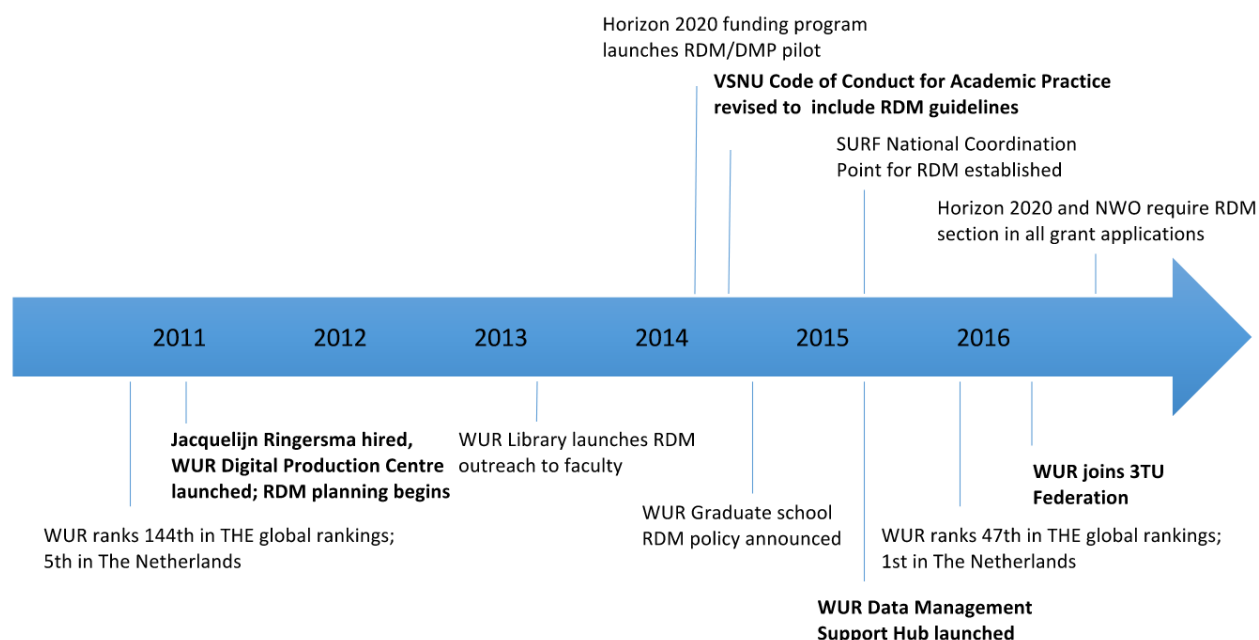 Horizon 2020 funding program
launches RDM/DMP pilot
VSNU Code of Conduct for Academic Practice
revised to include RDM guidelines
SURF National Coordination
Point for RDM established
Horizon 2020 and NWO require RDM
section in all grant applications
2011 2012 2013 2014 2015 2016
Jacquelijn Ringersma hired,
WUR Digital Production Centre
launched; RDM planning begins
WUR ranks 144th in THE global rankings;
5th in The Netherlands
WUR Library launches RDM
outreach to faculty
WUR Graduate school
RDM policy announced
WUR Data Management
Support Hub launched
WUR ranks 47th in THE global rankings;
1st in The Netherlands
WUR joins 3TU
Federation